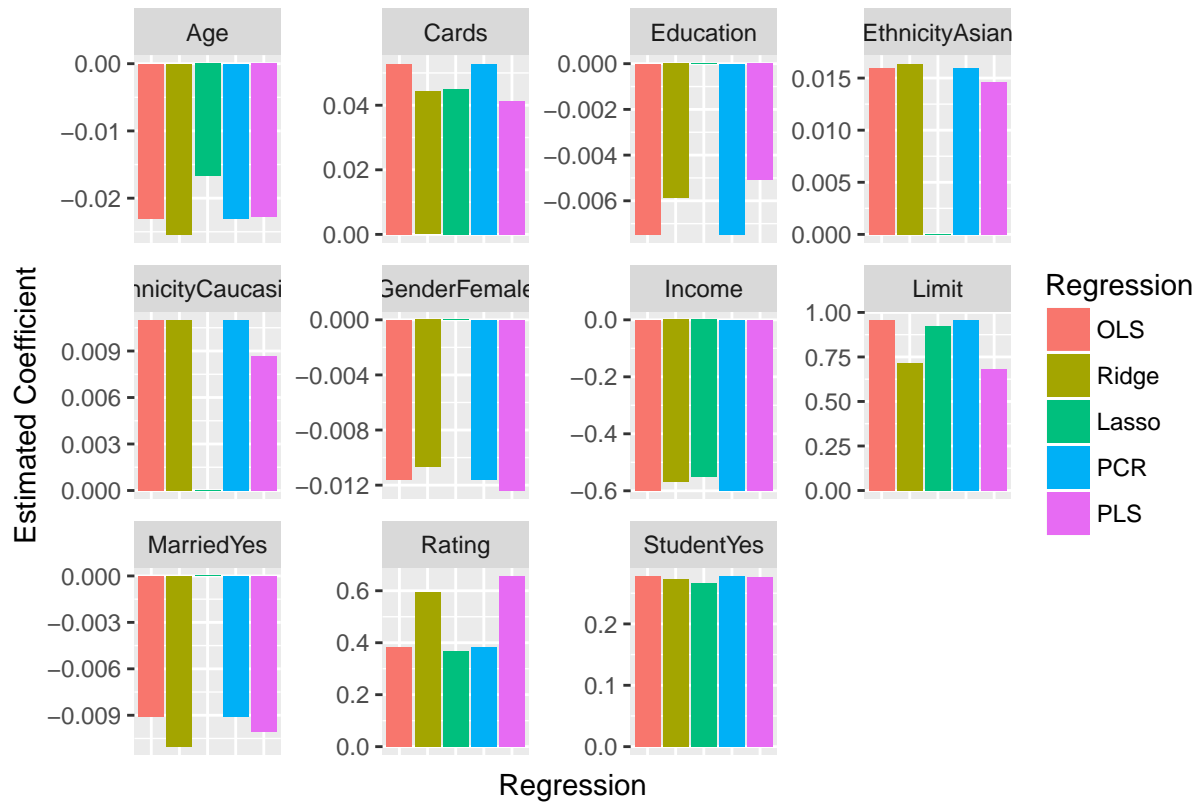 Age
Cards
Education
EthnicityAsian
0.00
−0.01
−0.02
0.04
0.02
0.00
0.000
−0.002
−0.004
−0.006
0.015
0.010
0.005
0.000
nnicityCaucasi
GenderFemale
Income
Limit
0.009
0.006
0.003
0.000
0.000
−0.004
−0.008
−0.012
0.0
−0.2
−0.4
−0.6
1.00
0.75
0.50
0.25
0.00
MarriedYes
Rating
StudentYes
0.000
−0.003
−0.006
−0.009
0.6
0.4
0.2
0.0
0.2
0.1
0.0
Estimated Coefficient
Regression
Regression
OLS
Ridge
Lasso
PCR
PLS